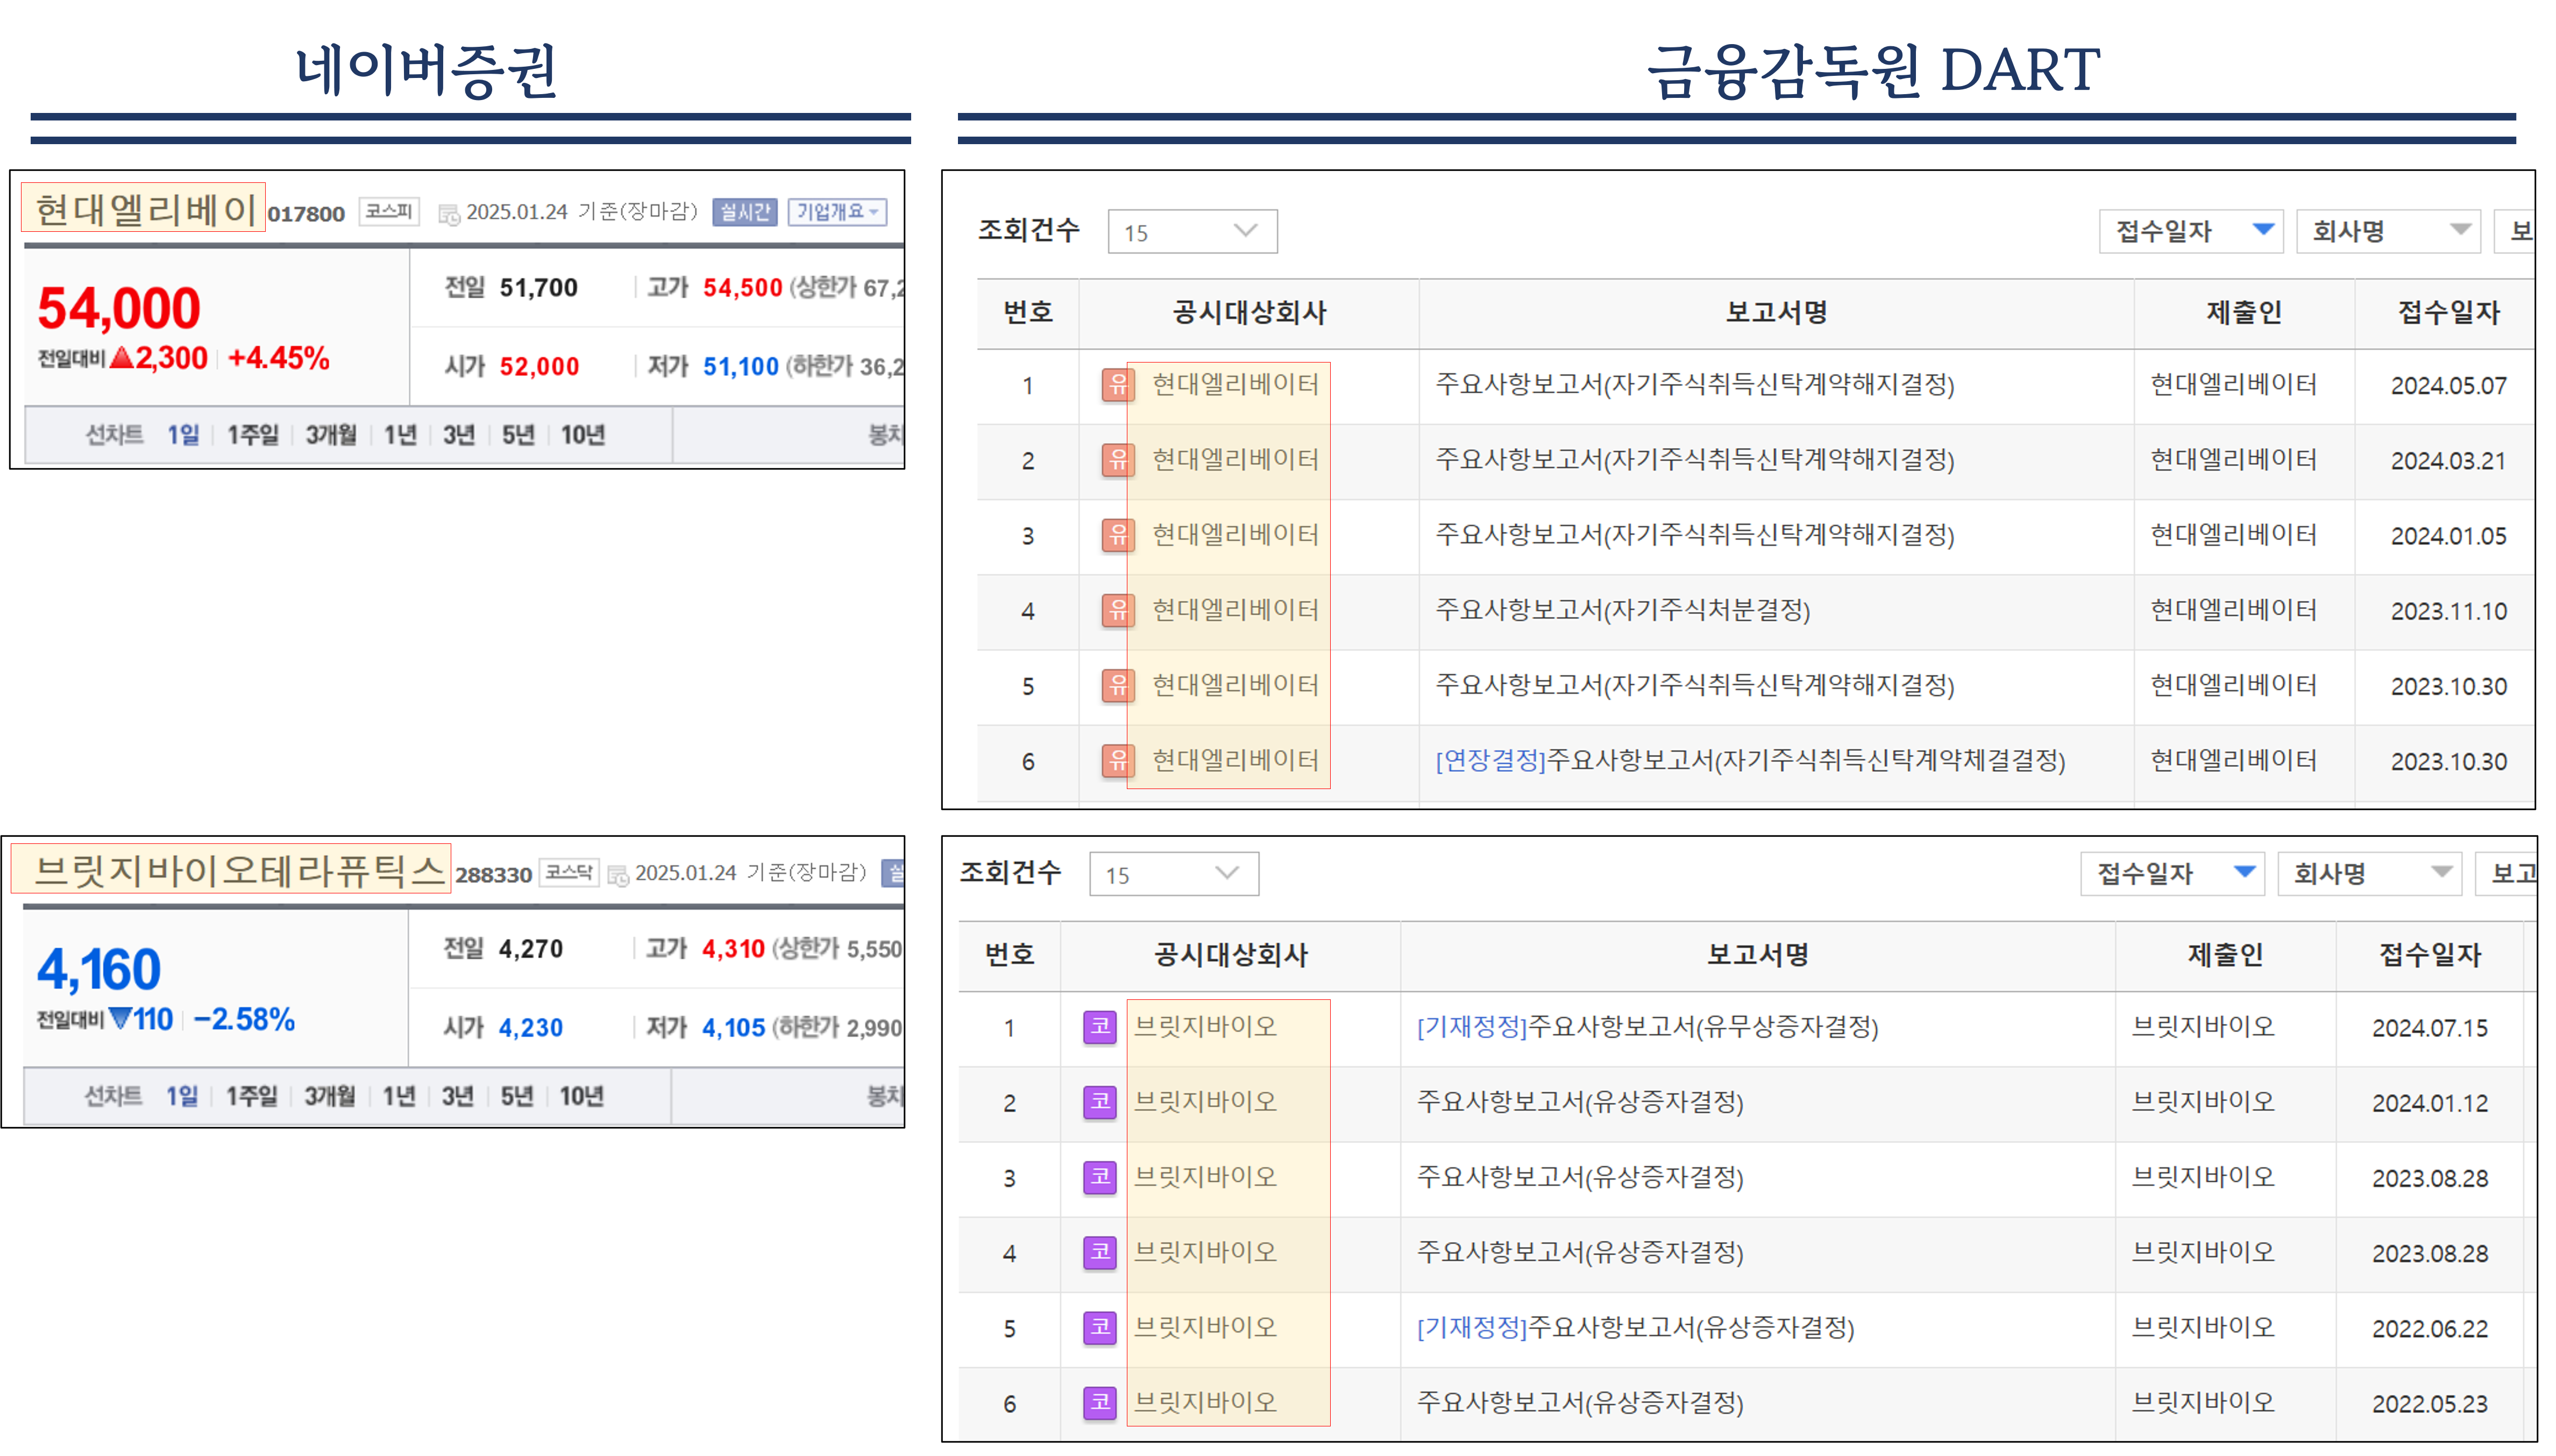 네이버증권
금융감독원 DART
현대엘리베이 017800 코스피 2025.01.24 기준(장마감) 실시간 기업개요
54,000
전일대비 ▲2,300 +4.45%
전일 51,700 고가 54,500 (상한가 67,2
시가 52,000 저가 51,100 (하한가 36,2
선차트 1일 1주일 3개월 1년 3년 5년 10년 봉차
조회건수 15 접수일자 회사명 보
번호 공시대상회사 보고서명 제출인 접수일자
1 유 현대엘리베이터 주요사항보고서(자기주식취득신탁계약해지결정) 현대엘리베이터 2024.05.07
2 유 현대엘리베이터 주요사항보고서(자기주식취득신탁계약해지결정) 현대엘리베이터 2024.03.21
3 유 현대엘리베이터 주요사항보고서(자기주식취득신탁계약해지결정) 현대엘리베이터 2024.01.05
4 유 현대엘리베이터 주요사항보고서(자기주식처분결정) 현대엘리베이터 2023.11.10
5 유 현대엘리베이터 주요사항보고서(자기주식취득신탁계약해지결정) 현대엘리베이터 2023.10.30
6 유 현대엘리베이터 [연장결정]주요사항보고서(자기주식취득신탁계약체결결정) 현대엘리베이터 2023.10.30
브릿지바이오테라퓨틱스 288330 코스닥 2025.01.24 기준(장마감) 실
4,160
전일대비 ▼110 -2.58%
전일 4,270 고가 4,310 (상한가 5,550
시가 4,230 저가 4,105 (하한가 2,990
선차트 1일 1주일 3개월 1년 3년 5년 10년 봉차
조회건수 15 접수일자 회사명 보고
번호 공시대상회사 보고서명 제출인 접수일자
1 코 브릿지바이오 [기재정정]주요사항보고서(유무상증자결정) 브릿지바이오 2024.07.15
2 코 브릿지바이오 주요사항보고서(유상증자결정) 브릿지바이오 2024.01.12
3 코 브릿지바이오 주요사항보고서(유상증자결정) 브릿지바이오 2023.08.28
4 코 브릿지바이오 주요사항보고서(유상증자결정) 브릿지바이오 2023.08.28
5 코 브릿지바이오 [기재정정]주요사항보고서(유상증자결정) 브릿지바이오 2022.06.22
6 코 브릿지바이오 주요사항보고서(유상증자결정) 브릿지바이오 2022.05.23